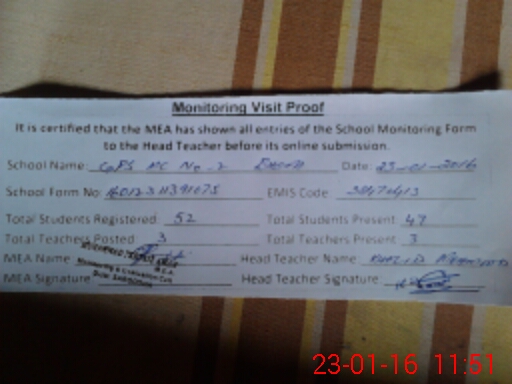 Monitoring Visit Proof
It is certified that the MEA has shown all entries of the School Monitoring Form
to the Head Teacher before its online submission.
School Name: GPS MC No-2 Date: 23-01-2016
School Form No: EMIS Code:
Total Students Registered: 52 Total Students Present: 47
Total Teachers Posted: 3 Total Teachers Present: 3
MEA Name: Head Teacher Name: KHALID
MEA Signature Head Teacher Signature
23-01-16 11:51